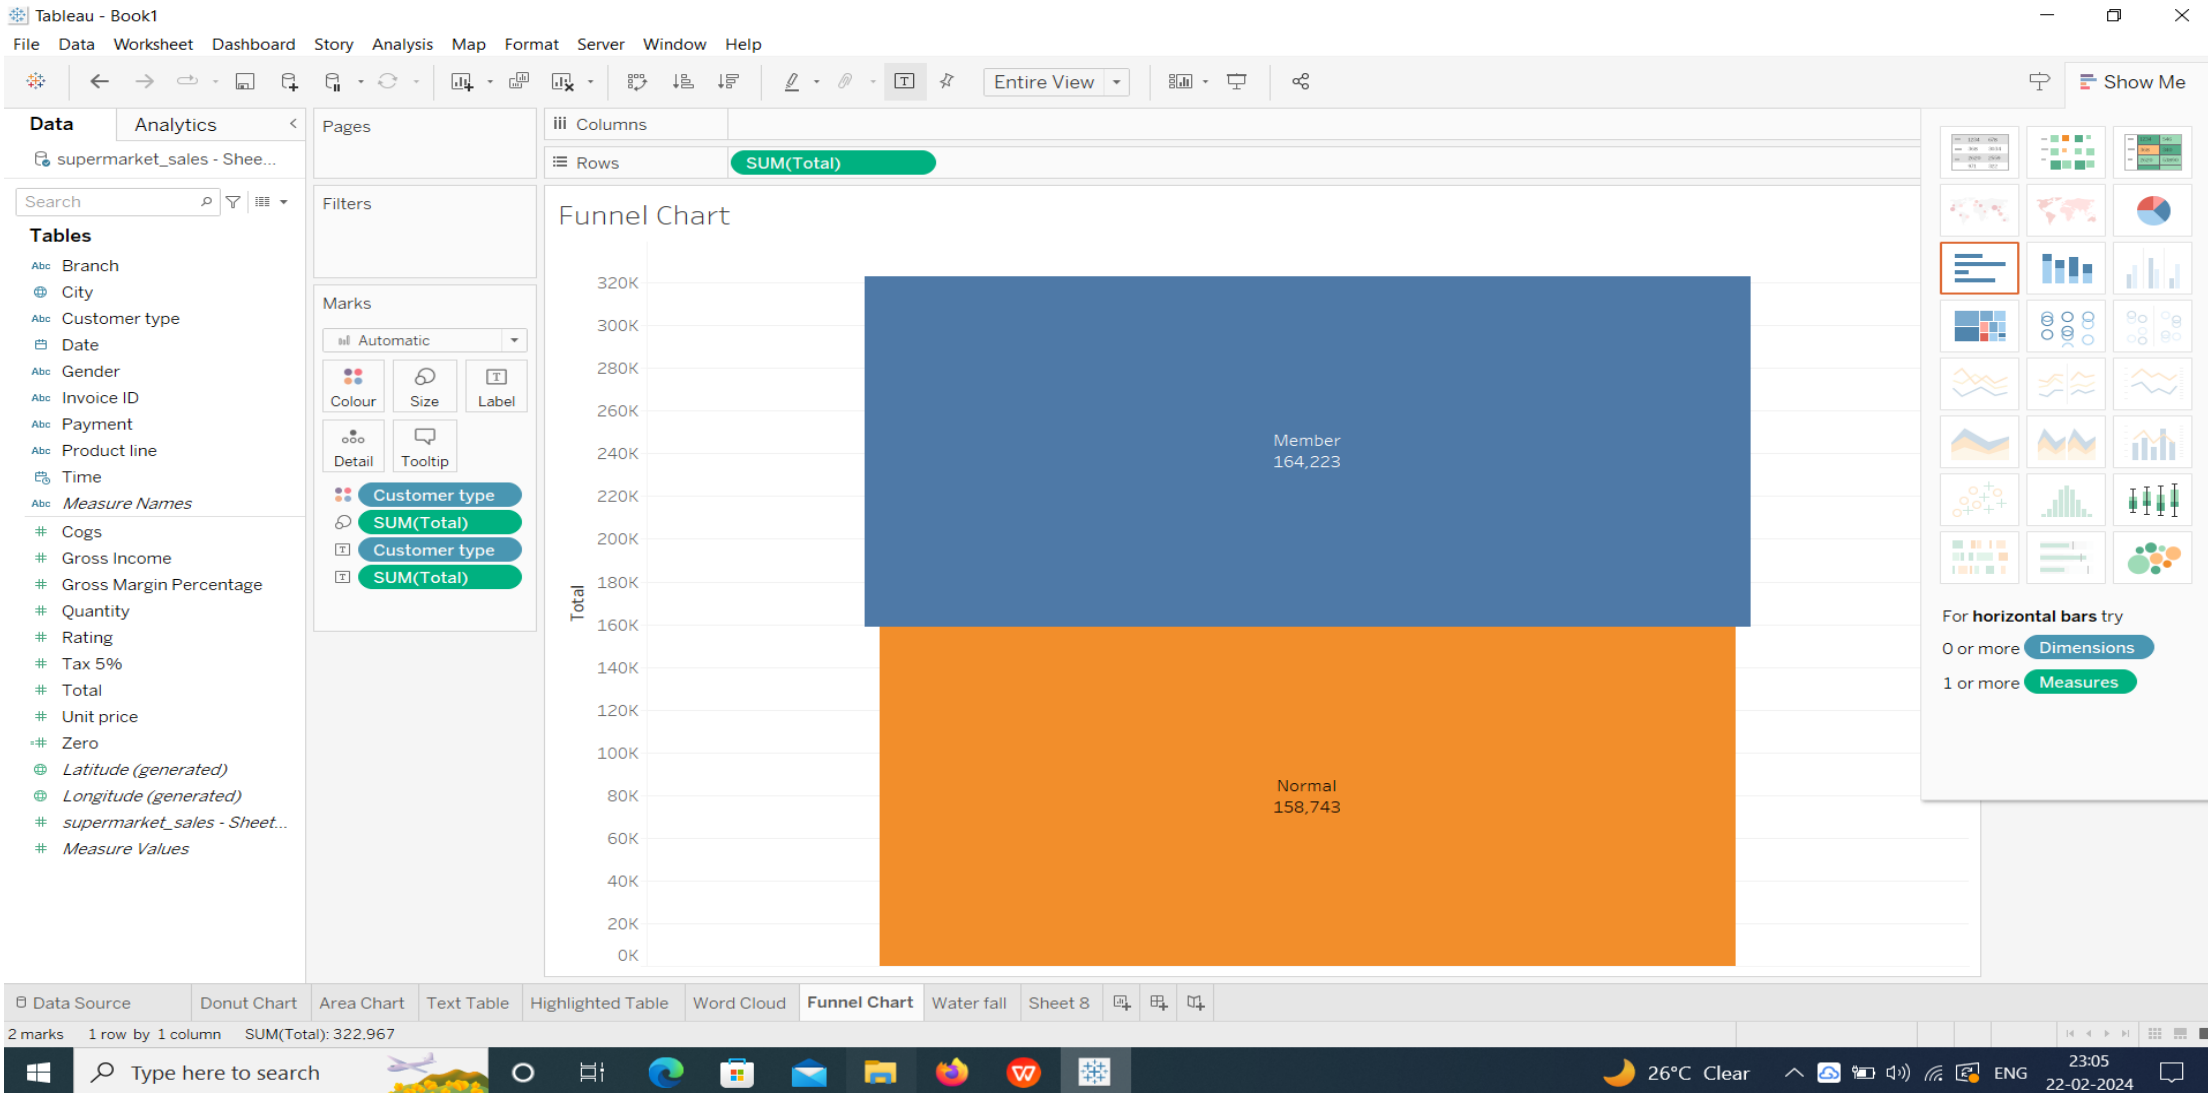 Tableau - Book1
File Data Worksheet Dashboard Story Analysis Map Format Server Window Help
Entire View
Show Me
Data Analytics
supermarket_sales - Shee...
Search
Tables
Abc Branch
City
Abc Customer type
Date
Abc Gender
Abc Invoice ID
Abc Payment
Abc Product line
Time
Abc Measure Names
# Cogs
# Gross Income
# Gross Margin Percentage
# Quantity
# Rating
# Tax 5%
# Total
# Unit price
=# Zero
Latitude (generated)
Longitude (generated)
# supermarket_sales - Sheet...
# Measure Values
Pages
Filters
Marks
Automatic
Colour Size Label
Detail Tooltip
Customer type
SUM(Total)
Customer type
SUM(Total)
Columns
Rows SUM(Total)
Funnel Chart
320K
300K
280K
260K
240K
220K
200K
180K
160K
140K
120K
100K
80K
60K
40K
20K
0K
Total
Member
164,223
Normal
158,743
For horizontal bars try
0 or more Dimensions
1 or more Measures
Data Source Donut Chart Area Chart Text Table Highlighted Table Word Cloud Funnel Chart Water fall Sheet 8
2 marks 1 row by 1 column SUM(Total): 322,967
Type here to search
26°C Clear
ENG
23:05
22-02-2024